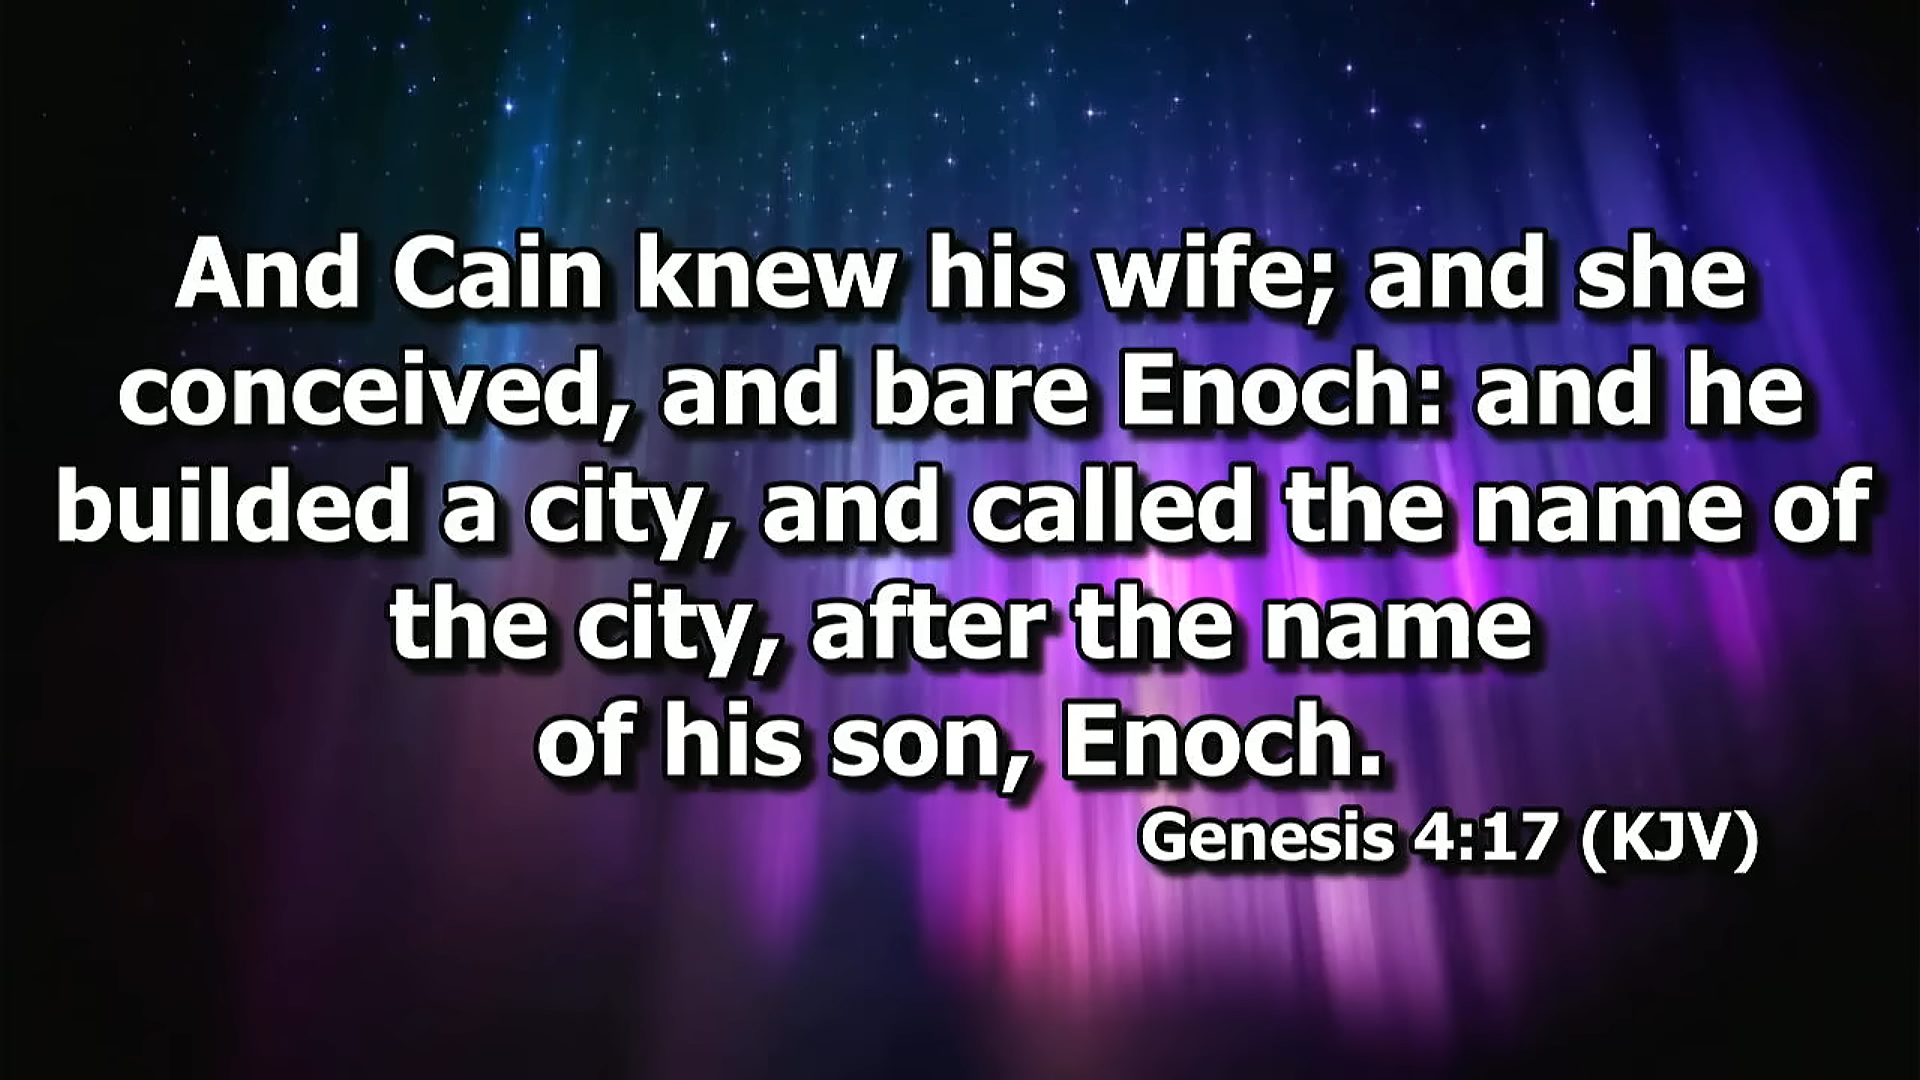 And Cain knew his wife; and she
conceived, and bare Enoch: and he
builded a city, and called the name of
the city, after the name
of his son, Enoch.
Genesis 4:17 (KJV)